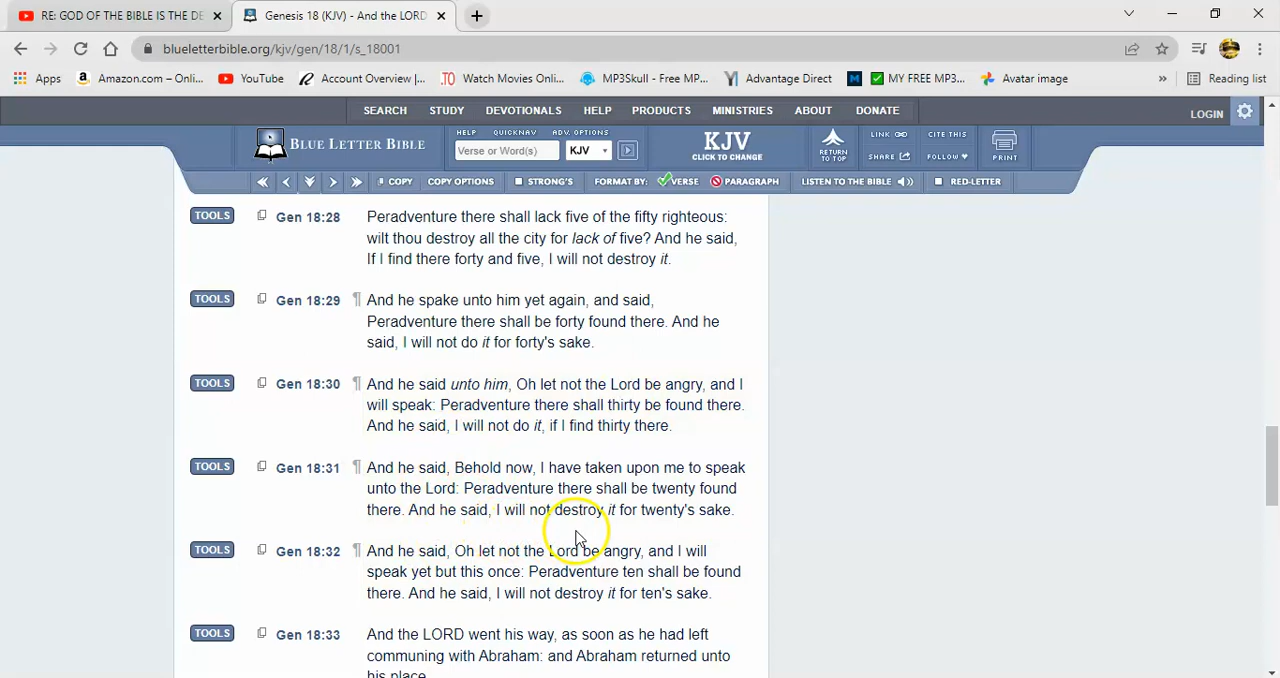 RE: GOD OF THE BIBLE IS THE DE
Genesis 18 (KJV) - And the LORD
blueletterbible.org/kjv/gen/18/1/s_18001
Apps Amazon.com – Onli... YouTube Account Overview |... Watch Movies Onlin... MP3Skull - Free MP... Advantage Direct MY FREE MP3... Avatar image » Reading list
SEARCH STUDY DEVOTIONALS HELP PRODUCTS MINISTRIES ABOUT DONATE LOGIN
BLUE LETTER BIBLE
HELP QUICKNAV ADV. OPTIONS
Verse or Word(s) KJV
KJV
CLICK TO CHANGE
RETURN
TO TOP
LINK CITE THIS
SHARE FOLLOW PRINT
COPY COPY OPTIONS STRONG'S FORMAT BY: VERSE PARAGRAPH LISTEN TO THE BIBLE RED-LETTER
TOOLS Gen 18:28 Peradventure there shall lack five of the fifty righteous:
wilt thou destroy all the city for lack of five? And he said,
If I find there forty and five, I will not destroy it.
TOOLS Gen 18:29 ¶ And he spake unto him yet again, and said,
Peradventure there shall be forty found there. And he
said, I will not do it for forty's sake.
TOOLS Gen 18:30 ¶ And he said unto him, Oh let not the Lord be angry, and I
will speak: Peradventure there shall thirty be found there.
And he said, I will not do it, if I find thirty there.
TOOLS Gen 18:31 ¶ And he said, Behold now, I have taken upon me to speak
unto the Lord: Peradventure there shall be twenty found
there. And he said, I will not destroy it for twenty's sake.
TOOLS Gen 18:32 ¶ And he said, Oh let not the Lord be angry, and I will
speak yet but this once: Peradventure ten shall be found
there. And he said, I will not destroy it for ten's sake.
TOOLS Gen 18:33 And the LORD went his way, as soon as he had left
communing with Abraham: and Abraham returned unto
his place.